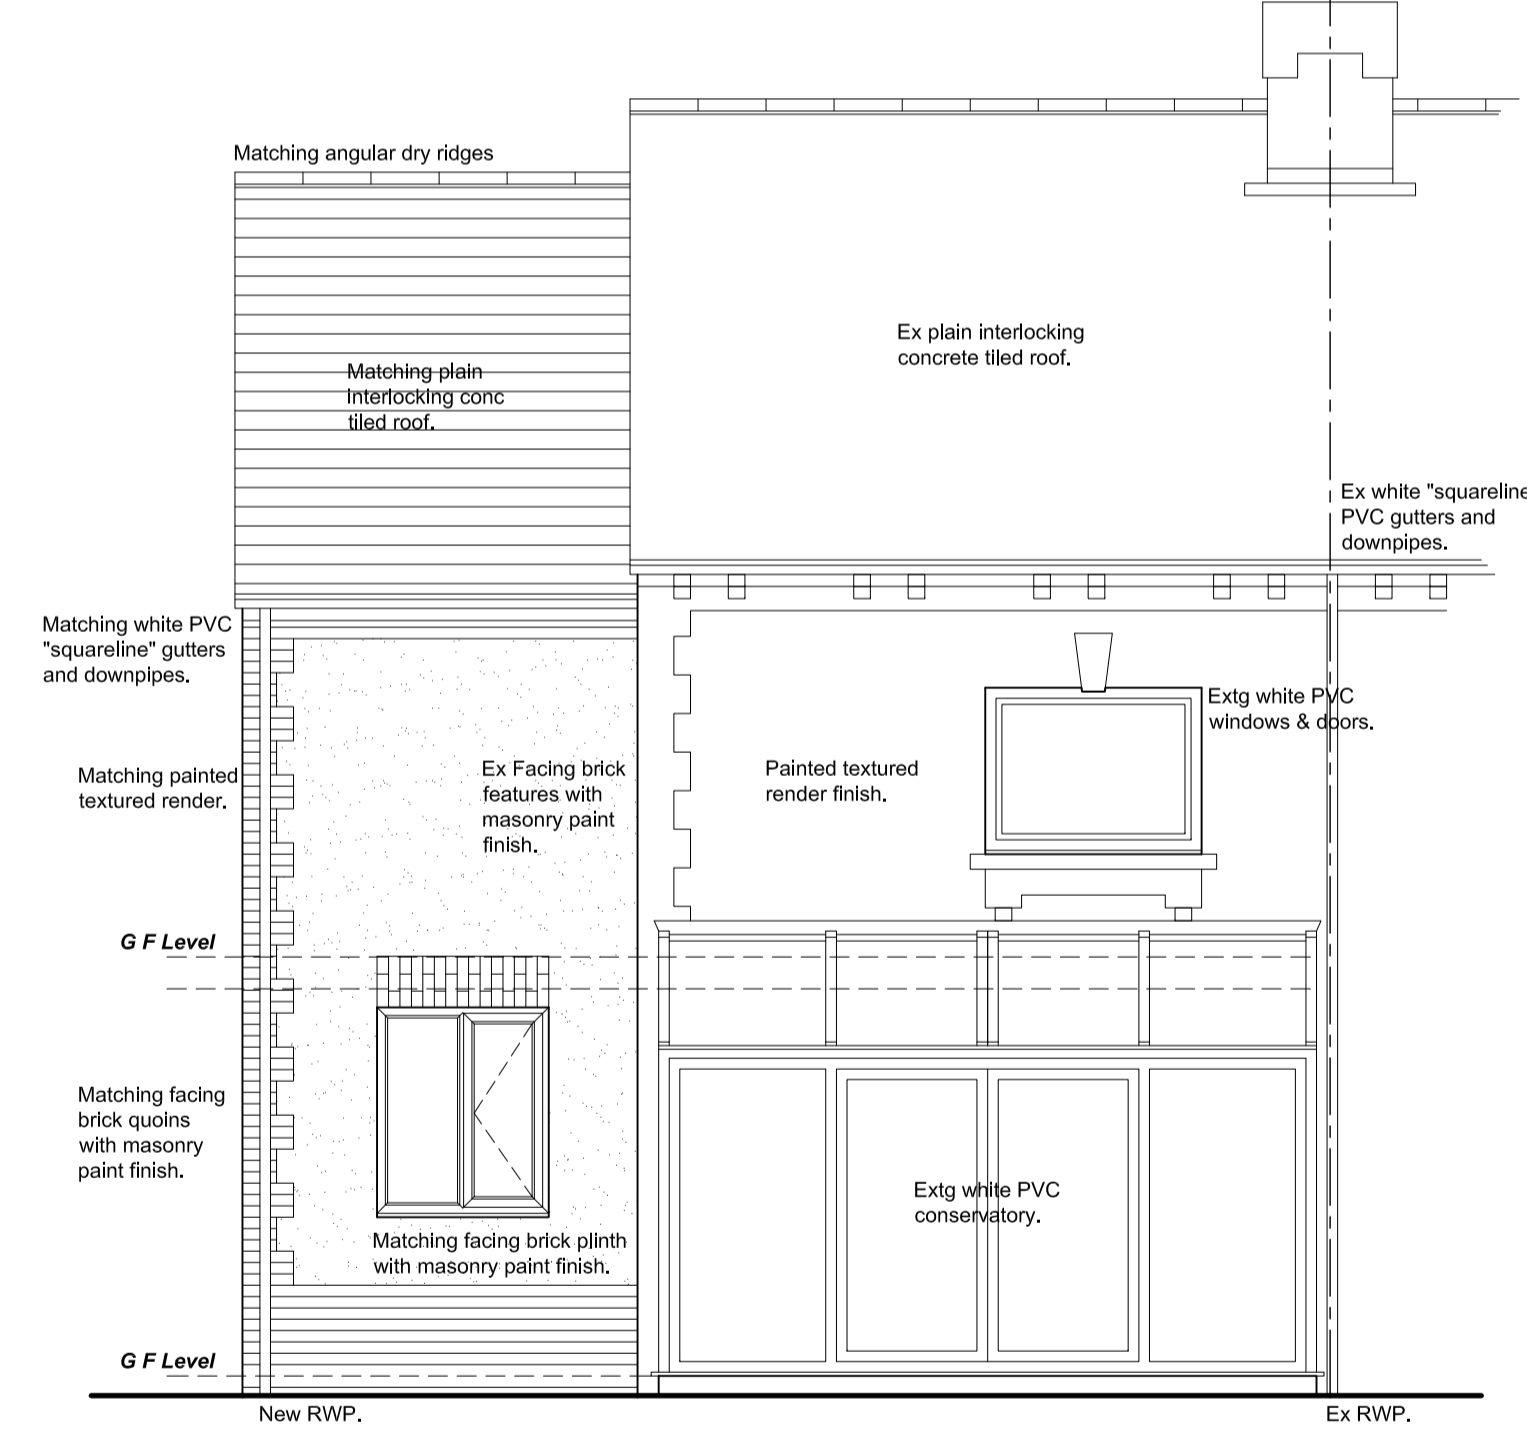 Matching angular dry ridges
Ex plain interlocking
concrete tiled roof.
Matching plain
interlocking conc
tiled roof.
Ex white "squareline
PVC gutters and
downpipes.
Matching white PVC
"squareline" gutters
and downpipes.
Extg white PVC
windows & doors.
Matching painted
textured render.
Ex Facing brick
features with
masonry paint
finish.
Painted textured
render finish.
G F Level
Matching facing
brick quoins
with masonry
paint finish.
Extg white PVC
conservatory.
Matching facing brick plinth
with masonry paint finish.
G F Level
New RWP.
Ex RWP.